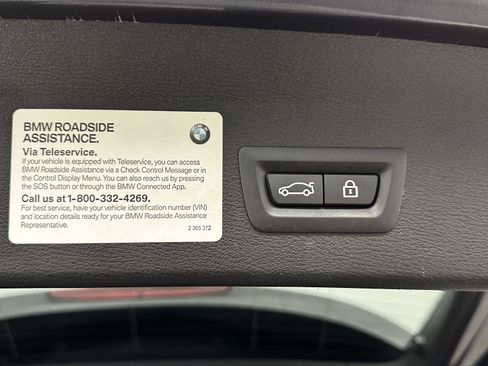 BMW ROADSIDE
ASSISTANCE.
Via Teleservice.
If your vehicle is equipped with Teleservice, you can access
BMW Roadside Assistance via a Check Control Message or in
the Control Display Menu. You can also reach us by pressing
the SOS button or through the BMW Connected App.
Call us at 1-800-332-4269.
For best service, have your vehicle identification number (VIN)
and location details ready for your BMW Roadside Assistance
Representative.
2 365 372